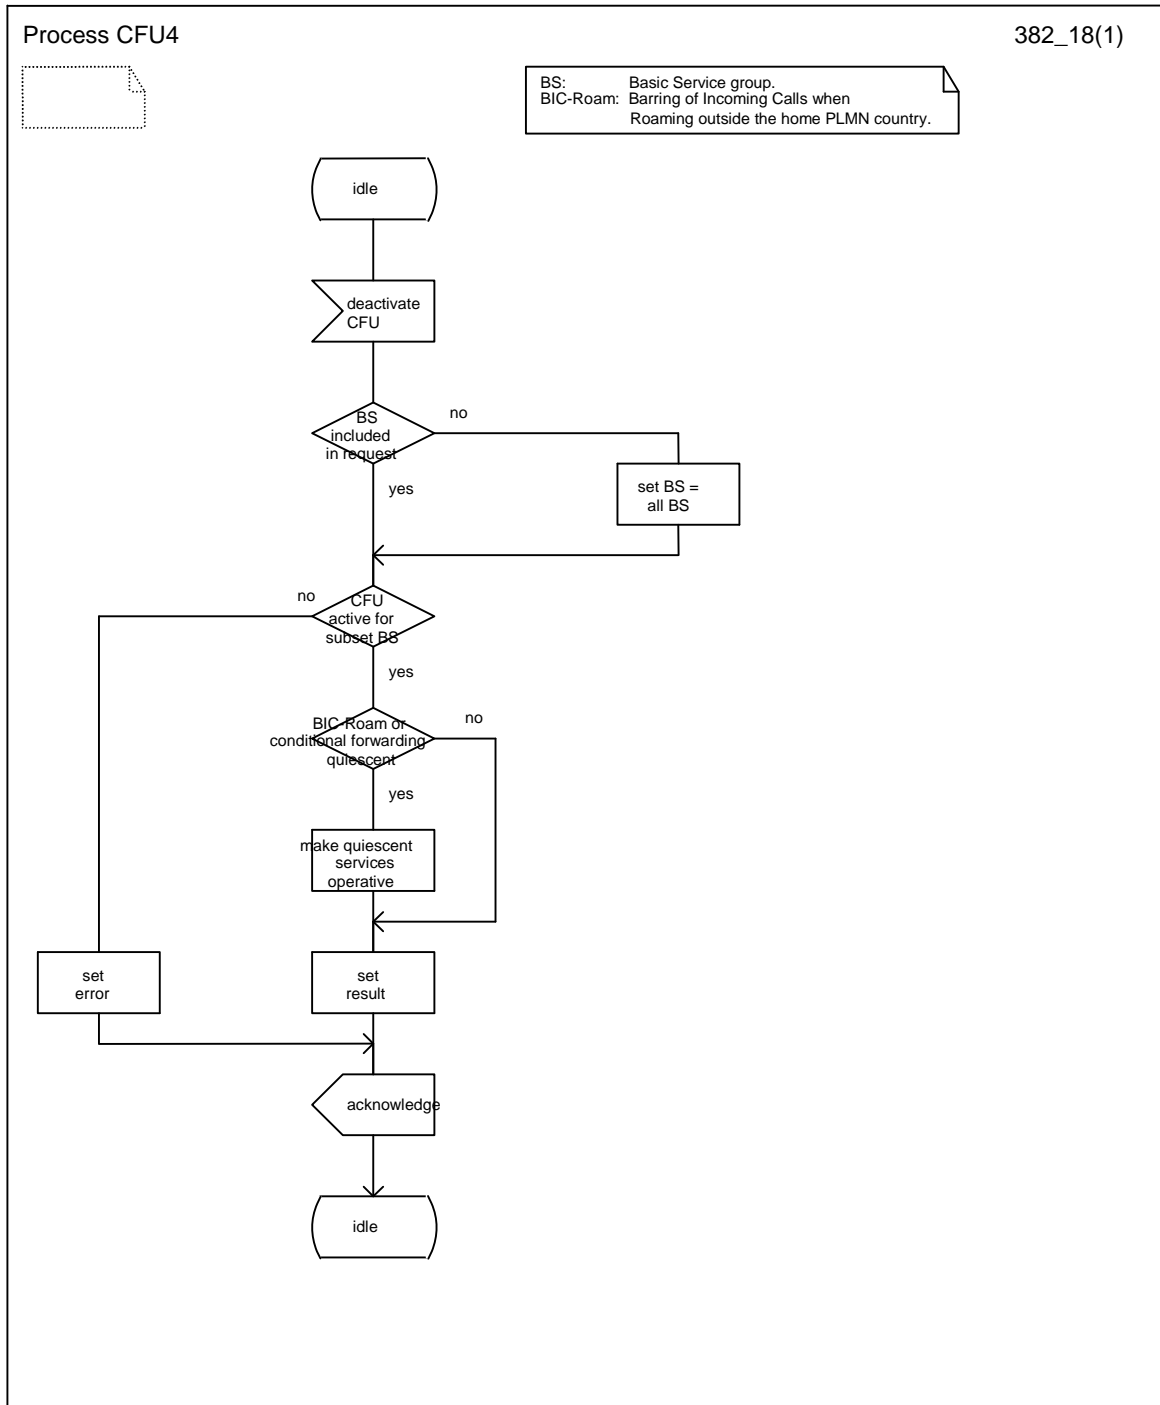 Process CFU4
382_18(1)
BS: Basic Service group.
BIC-Roam: Barring of Incoming Calls when
Roaming outside the home PLMN country.
idle
deactivate
CFU
BS
included
in request
no
yes
set BS =
all BS
no
CFU
active for
subset BS
yes
BIC-Roam or
conditional forwarding
quiescent
no
yes
make quiescent
services
operative
set
error
set
result
acknowledge
idle